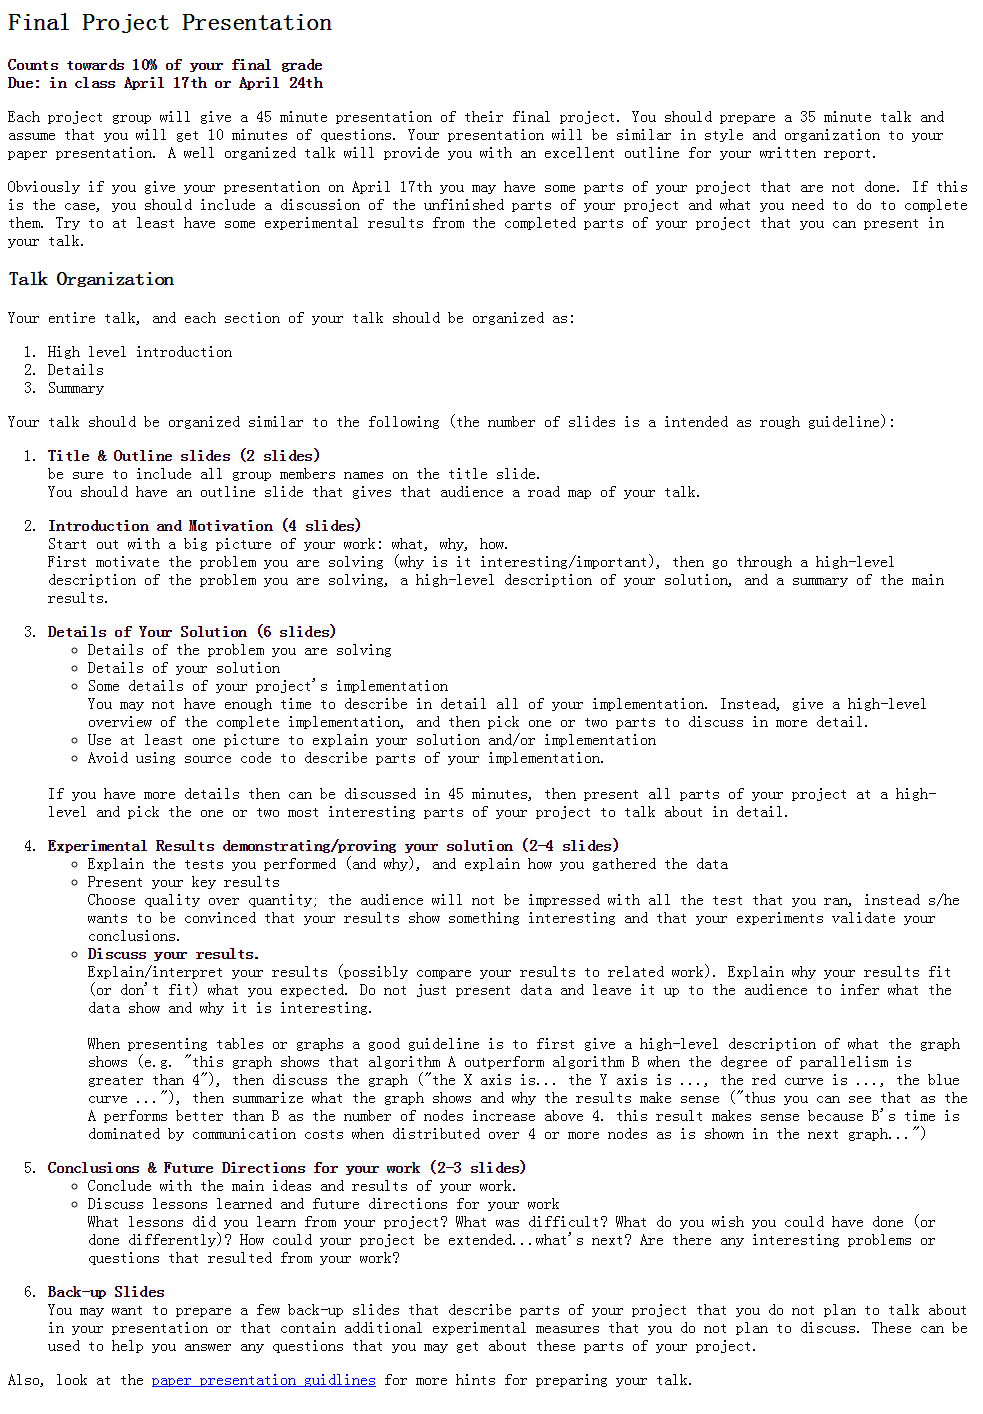 Final Project Presentation
Counts towards 10% of your final grade
Due: in class April 17th or April 24th
Each project group will give a 45 minute presentation of their final project. You should prepare a 35 minute talk and
assume that you will get 10 minutes of questions. Your presentation will be similar in style and organization to your
paper presentation. A well organized talk will provide you with an excellent outline for your written report.
Obviously if you give your presentation on April 17th you may have some parts of your project that are not done. If this
is the case, you should include a discussion of the unfinished parts of your project and what you need to do to complete
them. Try to at least have some experimental results from the completed parts of your project that you can present in
your talk.
Talk Organization
Your entire talk, and each section of your talk should be organized as:
1. High level introduction
2. Details
3. Summary
Your talk should be organized similar to the following (the number of slides is a intended as rough guideline):
1. Title & Outline slides (2 slides)
be sure to include all group members names on the title slide.
You should have an outline slide that gives that audience a road map of your talk.
2. Introduction and Motivation (4 slides)
Start out with a big picture of your work: what, why, how.
First motivate the problem you are solving (why is it interesting/important), then go through a high-level
description of the problem you are solving, a high-level description of your solution, and a summary of the main
results.
3. Details of Your Solution (6 slides)
◦ Details of the problem you are solving
◦ Details of your solution
◦ Some details of your project's implementation
You may not have enough time to describe in detail all of your implementation. Instead, give a high-level
overview of the complete implementation, and then pick one or two parts to discuss in more detail.
◦ Use at least one picture to explain your solution and/or implementation
◦ Avoid using source code to describe parts of your implementation.
If you have more details then can be discussed in 45 minutes, then present all parts of your project at a high-
level and pick the one or two most interesting parts of your project to talk about in detail.
4. Experimental Results demonstrating/proving your solution (2-4 slides)
◦ Explain the tests you performed (and why), and explain how you gathered the data
◦ Present your key results
Choose quality over quantity; the audience will not be impressed with all the test that you ran, instead s/he
wants to be convinced that your results show something interesting and that your experiments validate your
conclusions.
◦ Discuss your results.
Explain/interpret your results (possibly compare your results to related work). Explain why your results fit
(or don't fit) what you expected. Do not just present data and leave it up to the audience to infer what the
data show and why it is interesting.
When presenting tables or graphs a good guideline is to first give a high-level description of what the graph
shows (e.g. "this graph shows that algorithm A outperform algorithm B when the degree of parallelism is
greater than 4"), then discuss the graph ("the X axis is... the Y axis is ..., the red curve is ..., the blue
curve ..."), then summarize what the graph shows and why the results make sense ("thus you can see that as the
A performs better than B as the number of nodes increase above 4. this result makes sense because B's time is
dominated by communication costs when distributed over 4 or more nodes as is shown in the next graph...")
5. Conclusions & Future Directions for your work (2-3 slides)
◦ Conclude with the main ideas and results of your work.
◦ Discuss lessons learned and future directions for your work
What lessons did you learn from your project? What was difficult? What do you wish you could have done (or
done differently)? How could your project be extended...what's next? Are there any interesting problems or
questions that resulted from your work?
6. Back-up Slides
You may want to prepare a few back-up slides that describe parts of your project that you do not plan to talk about
in your presentation or that contain additional experimental measures that you do not plan to discuss. These can be
used to help you answer any questions that you may get about these parts of your project.
Also, look at the paper presentation guidlines for more hints for preparing your talk.